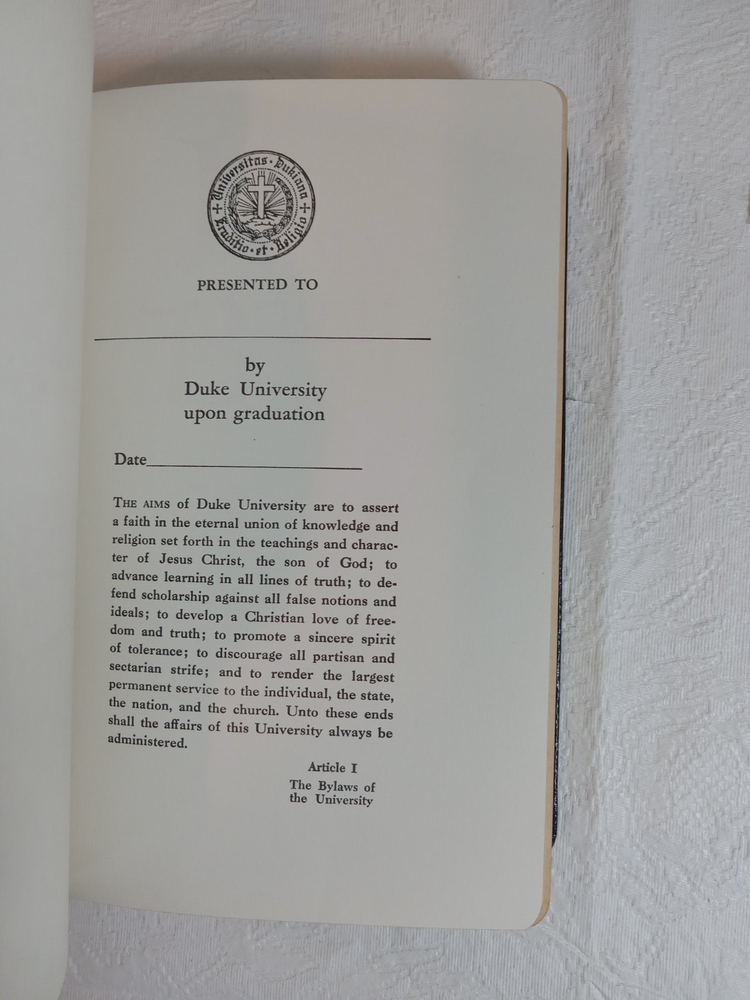 Universitas · Dukiana
Eruditio · et · Religio
PRESENTED TO
by
Duke University
upon graduation
Date
THE AIMS of Duke University are to assert
a faith in the eternal union of knowledge and
religion set forth in the teachings and charac-
ter of Jesus Christ, the son of God; to
advance learning in all lines of truth; to de-
fend scholarship against all false notions and
ideals; to develop a Christian love of free-
dom and truth; to promote a sincere spirit
of tolerance; to discourage all partisan and
sectarian strife; and to render the largest
permanent service to the individual, the state,
the nation, and the church. Unto these ends
shall the affairs of this University always be
administered.
Article I
The Bylaws of
the University